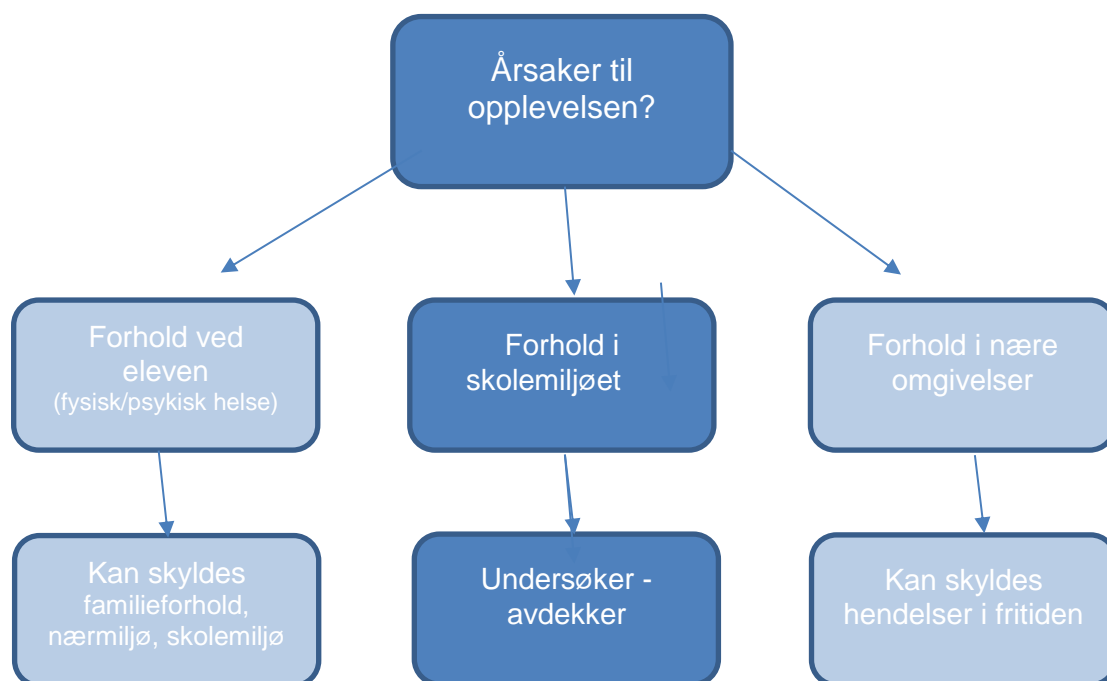 Årsaker til
opplevelsen?
Forhold ved
eleven
(fysisk/psykisk helse)
Forhold i
skolemiljøet
Forhold i nære
omgivelser
Kan skyldes
familieforhold,
nærmiljø, skolemiljø
Undersøker -
avdekker
Kan skyldes
hendelser i fritiden